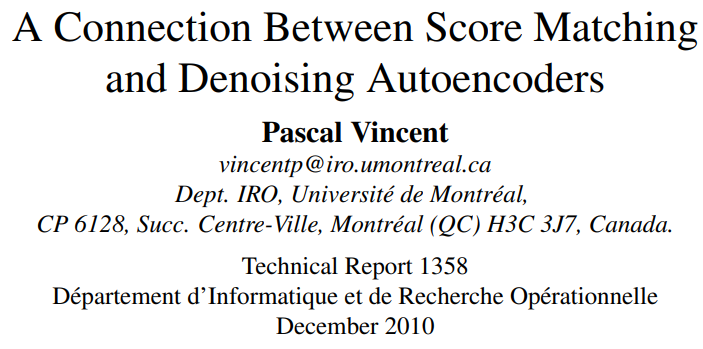 A Connection Between Score Matching
and Denoising Autoencoders
Pascal Vincent
vincentp@iro.umontreal.ca
Dept. IRO, Université de Montréal,
CP 6128, Succ. Centre-Ville, Montréal (QC) H3C 3J7, Canada.
Technical Report 1358
Département d'Informatique et de Recherche Opérationnelle
December 2010